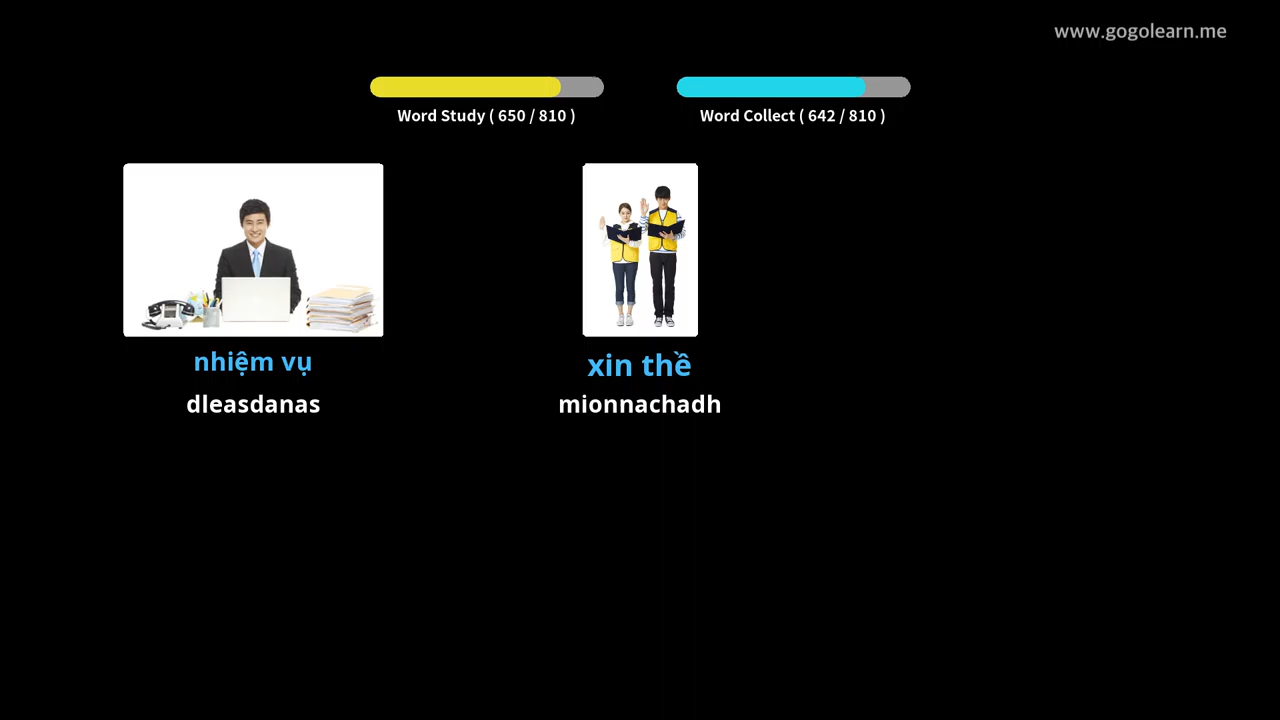 www.gogolearn.me
Word Study ( 650 / 810 )
Word Collect ( 642 / 810 )
nhiệm vụ
dleasdanas
xin thề
mionnachadh